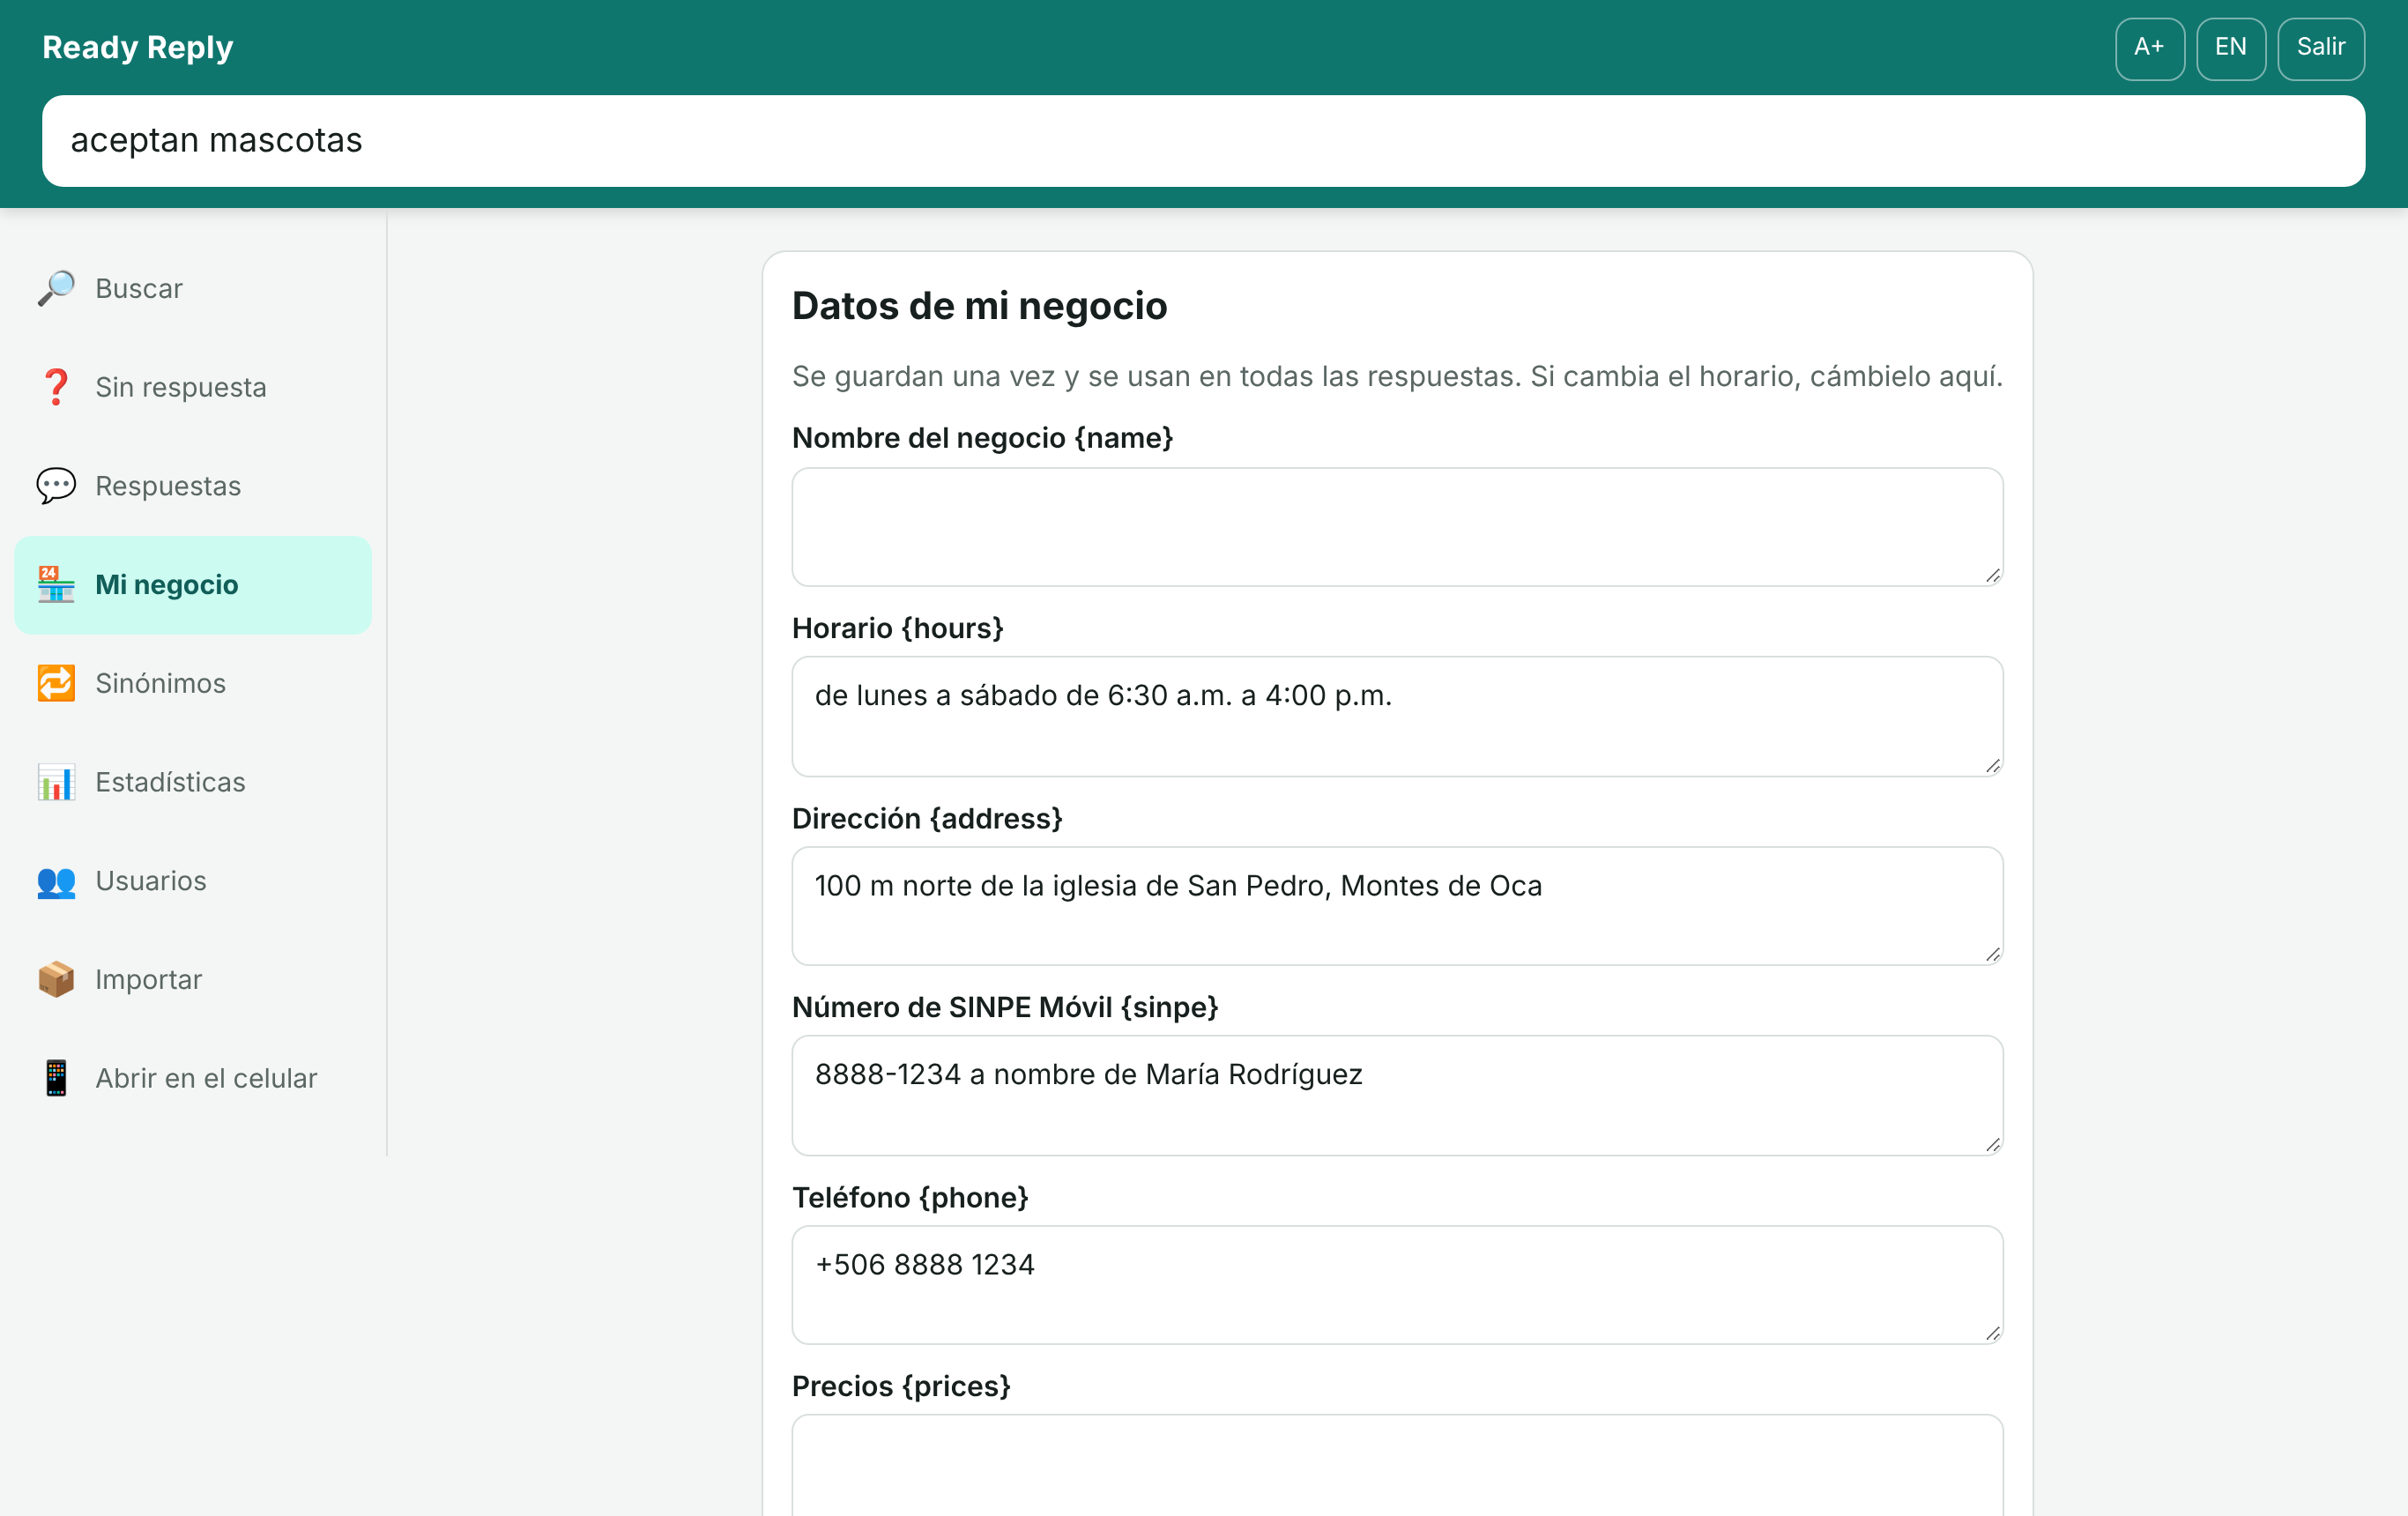 Ready Reply
A+
EN
Salir
aceptan mascotas
Buscar
Sin respuesta
Respuestas
Mi negocio
Sinónimos
Estadísticas
Usuarios
Importar
Abrir en el celular
Datos de mi negocio
Se guardan una vez y se usan en todas las respuestas. Si cambia el horario, cámbielo aquí.
Nombre del negocio {name}
Horario {hours}
de lunes a sábado de 6:30 a.m. a 4:00 p.m.
Dirección {address}
100 m norte de la iglesia de San Pedro, Montes de Oca
Número de SINPE Móvil {sinpe}
8888-1234 a nombre de María Rodríguez
Teléfono {phone}
+506 8888 1234
Precios {prices}